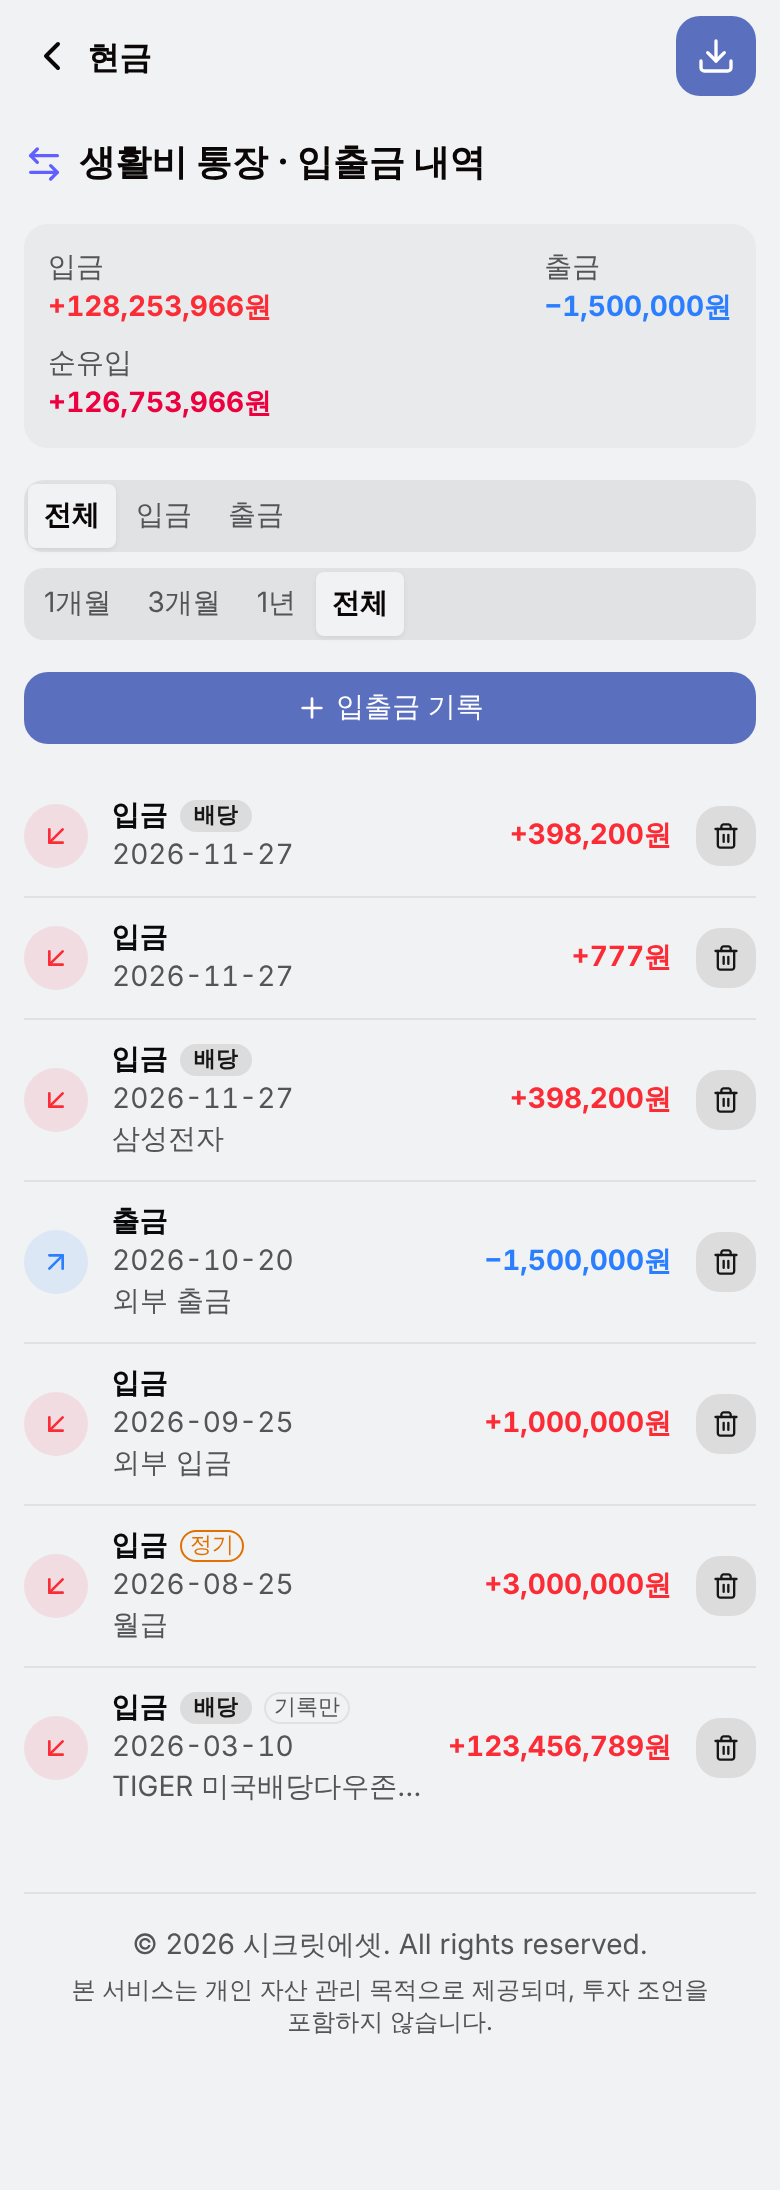 현금
생활비 통장 · 입출금 내역
입금 출금
+128,253,966원 −1,500,000원
순유입
+126,753,966원
전체 입금 출금
1개월 3개월 1년 전체
+ 입출금 기록
입금 배당
2026-11-27
+398,200원
입금
2026-11-27
+777원
입금 배당
2026-11-27
삼성전자
+398,200원
출금
2026-10-20
외부 출금
−1,500,000원
입금
2026-09-25
외부 입금
+1,000,000원
입금 정기
2026-08-25
월급
+3,000,000원
입금 배당 기록만
2026-03-10
TIGER 미국배당다우존...
+123,456,789원
© 2026 시크릿에셋. All rights reserved.
본 서비스는 개인 자산 관리 목적으로 제공되며, 투자 조언을
포함하지 않습니다.